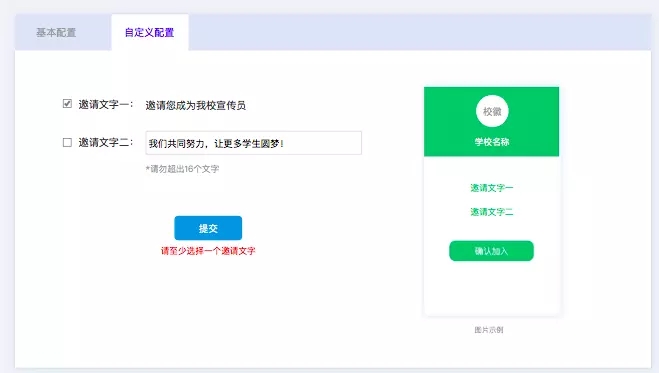 基本配置
自定义配置
邀请文字一：
邀请您成为我校宣传员
邀请文字二：
我们共同努力，让更多学生圆梦！
*请勿超出16个文字
提交
请至少选择一个邀请文字
校徽
学校名称
邀请文字一
邀请文字二
确认加入
图片示例